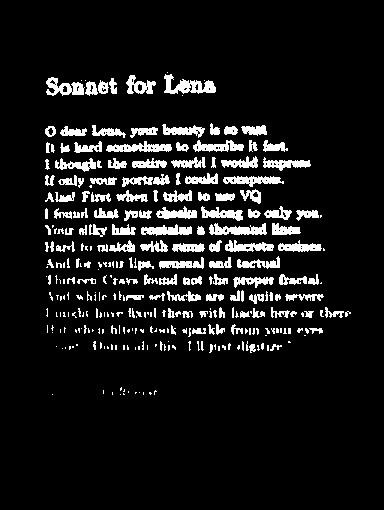 Sonnet for Lena
O dear Lena, your beauty is so vast
It is hard sometimes to describe it fast.
I thought the entire world I would impress
If only your portrait I could compress.
Alas! First when I tried to use VQ
I found that your cheeks belong to only you.
Your silky hair contains a thousand lines
Hard to match with sums of discrete cosines.
And for your lips, sensual and tactual
Thirteen Crays found not the proper fractal.
And while these setbacks are all quite severe
I might have fixed them with hacks here or there
But when filters took sparkle from your eyes
Damn all this. I'll just digitize."